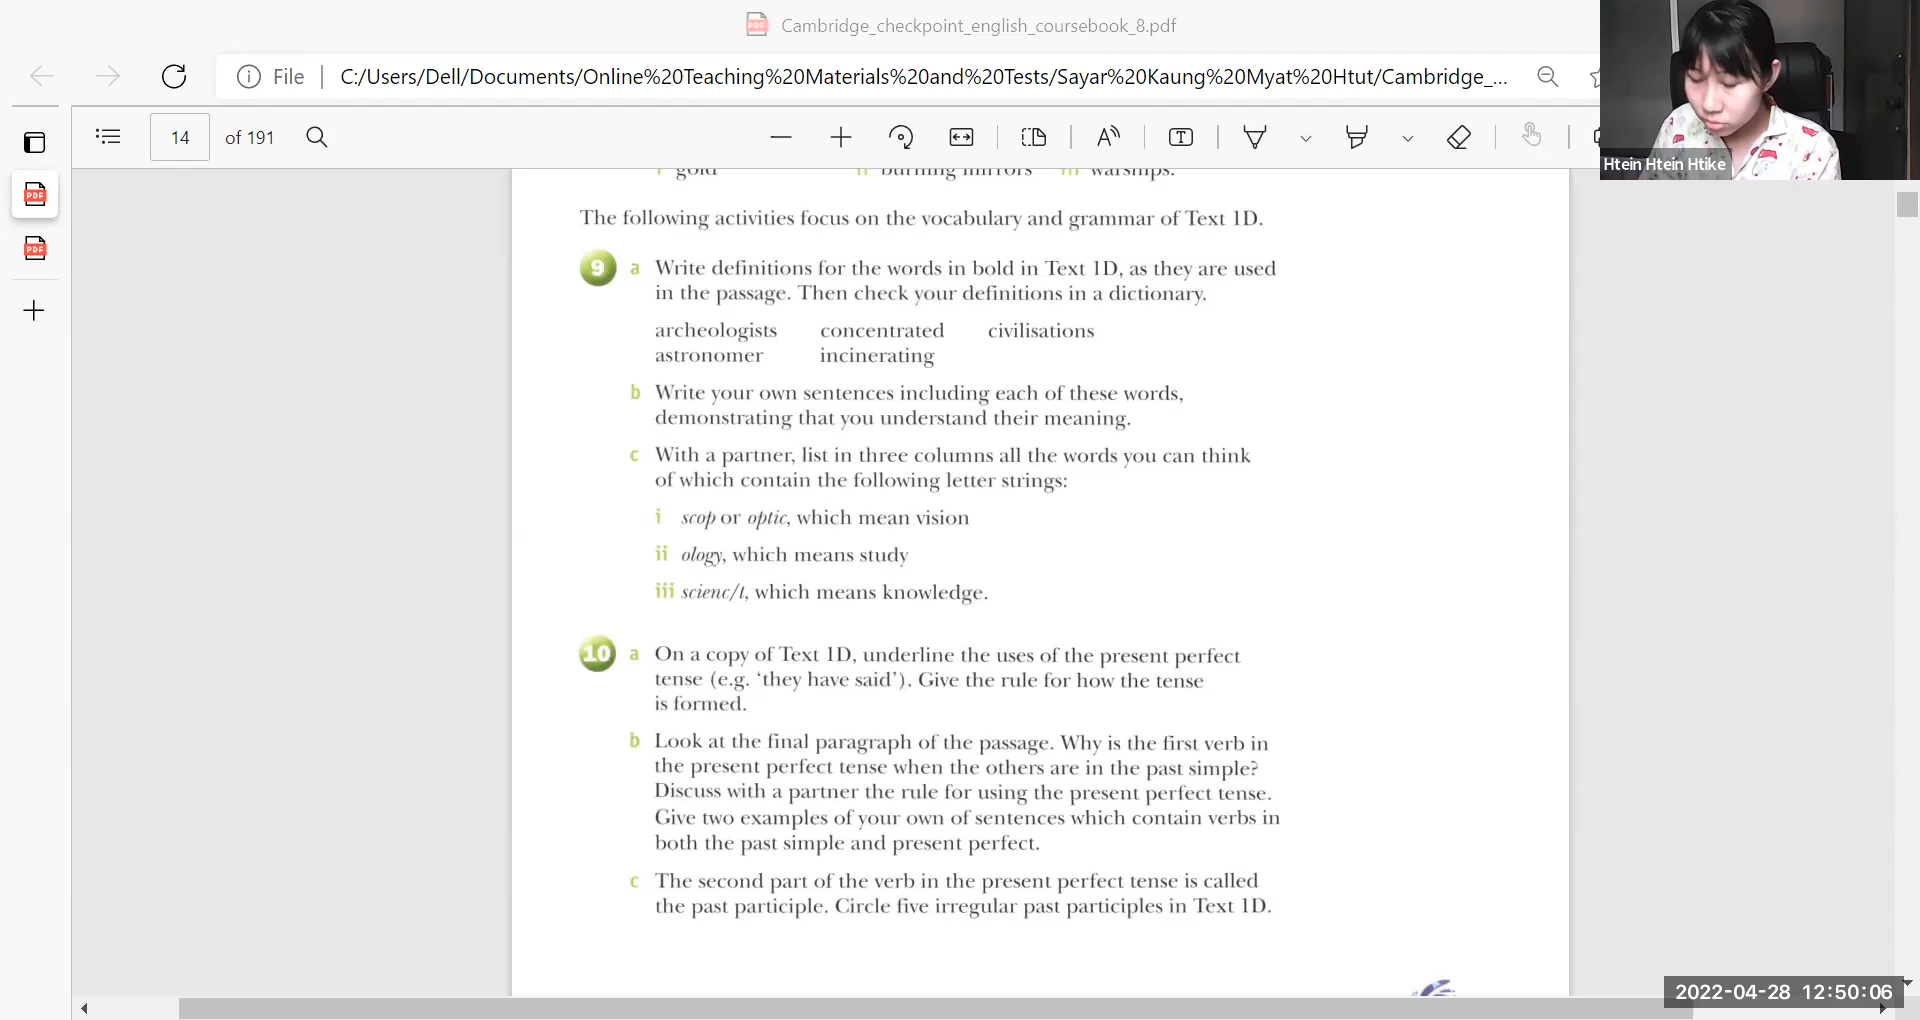 Cambridge_checkpoint_english_coursebook_8.pdf
File | C:/Users/Dell/Documents/Online%20Teaching%20Materials%20and%20Tests/Sayar%20Kaung%20Myat%20Htut/Cambridge_...
14 of 191
Htein Htein Htike
i gold ii burning mirrors iii warships.
The following activities focus on the vocabulary and grammar of Text 1D.
9 a Write definitions for the words in bold in Text 1D, as they are used
in the passage. Then check your definitions in a dictionary.
archeologists concentrated civilisations
astronomer incinerating
b Write your own sentences including each of these words,
demonstrating that you understand their meaning.
c With a partner, list in three columns all the words you can think
of which contain the following letter strings:
i scop or optic, which mean vision
ii ology, which means study
iii scienc/t, which means knowledge.
10 a On a copy of Text 1D, underline the uses of the present perfect
tense (e.g. ‘they have said’). Give the rule for how the tense
is formed.
b Look at the final paragraph of the passage. Why is the first verb in
the present perfect tense when the others are in the past simple?
Discuss with a partner the rule for using the present perfect tense.
Give two examples of your own of sentences which contain verbs in
both the past simple and present perfect.
c The second part of the verb in the present perfect tense is called
the past participle. Circle five irregular past participles in Text 1D.
2022-04-28 12:50:06